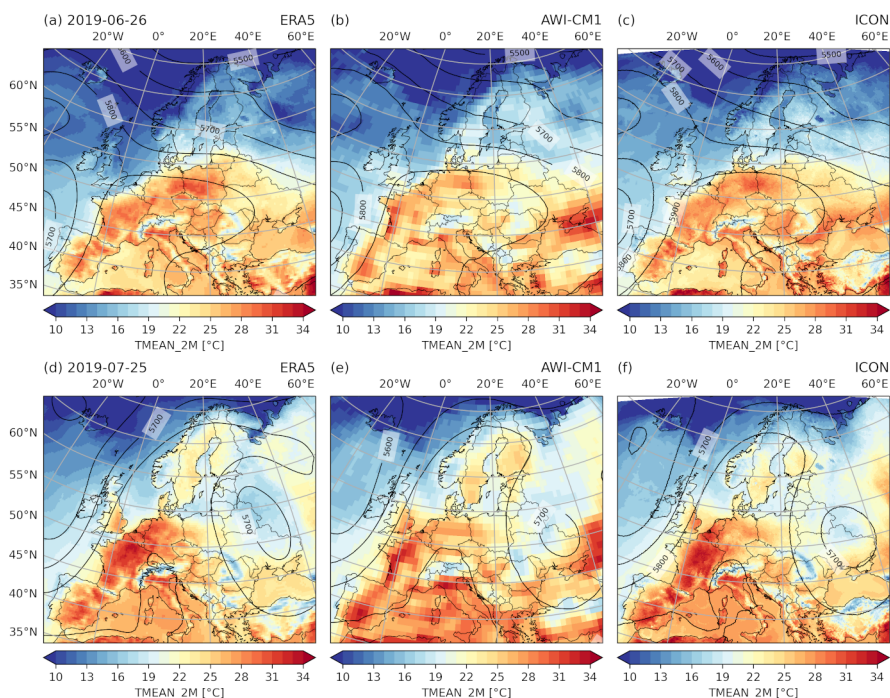 (a) 2019-06-26 ERA5
(b) AWI-CM1
(c) ICON
20°W 0° 20°E 40°E 60°E
20°W 0° 20°E 40°E 60°E
20°W 0° 20°E 40°E 60°E
60°N
55°N
50°N
45°N
40°N
35°N
5600
5500
5800
5700
5700
5500
5700
5800
5800
5700
5600
5500
5800
5700
5900
5800
10 13 16 19 22 25 28 31 34
TMEAN_2M [°C]
10 13 16 19 22 25 28 31 34
TMEAN_2M [°C]
10 13 16 19 22 25 28 31 34
TMEAN_2M [°C]
(d) 2019-07-25 ERA5
(e) AWI-CM1
(f) ICON
20°W 0° 20°E 40°E 60°E
20°W 0° 20°E 40°E 60°E
20°W 0° 20°E 40°E 60°E
60°N
55°N
50°N
45°N
40°N
35°N
5700
5700
5600
5700
5700
5800
5700
10 13 16 19 22 25 28 31 34
TMEAN_2M [°C]
10 13 16 19 22 25 28 31 34
TMEAN_2M [°C]
10 13 16 19 22 25 28 31 34
TMEAN_2M [°C]